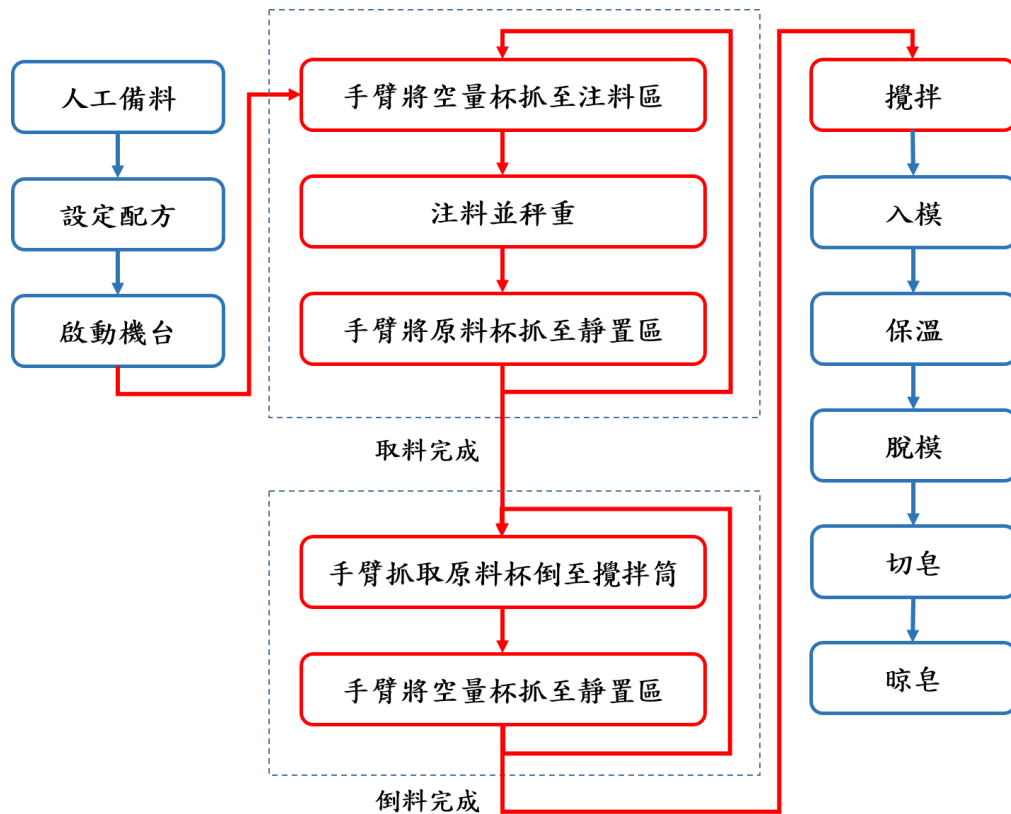 人工備料
設定配方
啟動機台
手臂將空量杯抓至注料區
注料並秤重
手臂將原料杯抓至靜置區
取料完成
手臂抓取原料杯倒至攪拌筒
手臂將空量杯抓至靜置區
倒料完成
攪拌
入模
保溫
脫模
切皂
晾皂